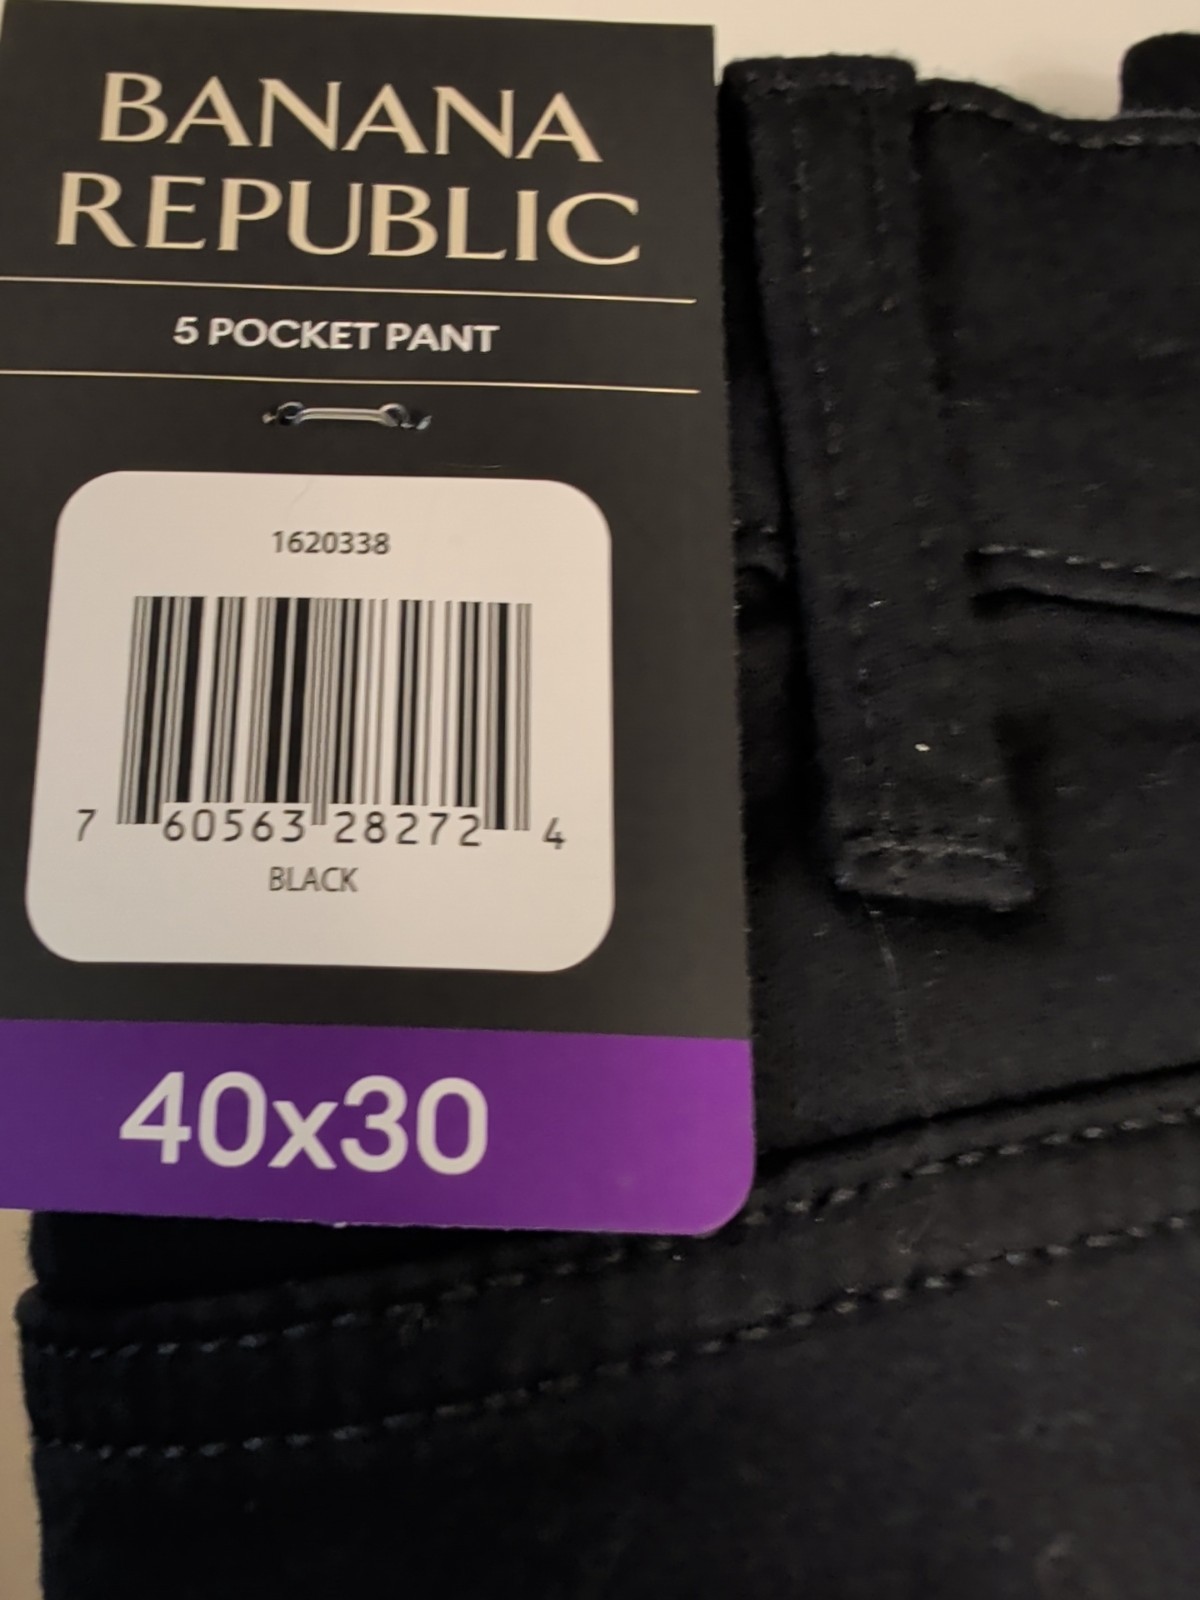 BANANA
REPUBLIC
5 POCKET PANT
1620338
7 60563 28272 4
BLACK
40x30